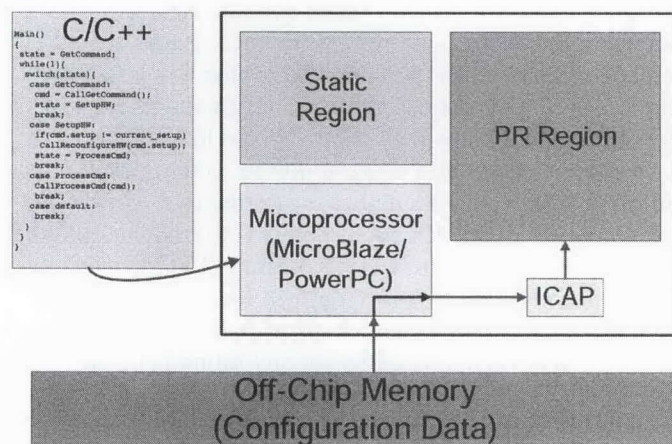 C/C++
Main()
{
state = GetCommand;
while(1){
switch(state){
case GetCommand:
cmd = CallGetCommand();
state = SetupHW;
break;
case SetupHW:
if(cmd.setup != current_setup)
CallReconfigureHW(cmd.setup);
state = ProcessCmd;
break;
case ProcessCmd:
CallProcessCmd(cmd);
break;
case default:
break;
}
}
}
Static
Region
PR Region
Microprocessor
(MicroBlaze/
PowerPC)
ICAP
Off-Chip Memory
(Configuration Data)